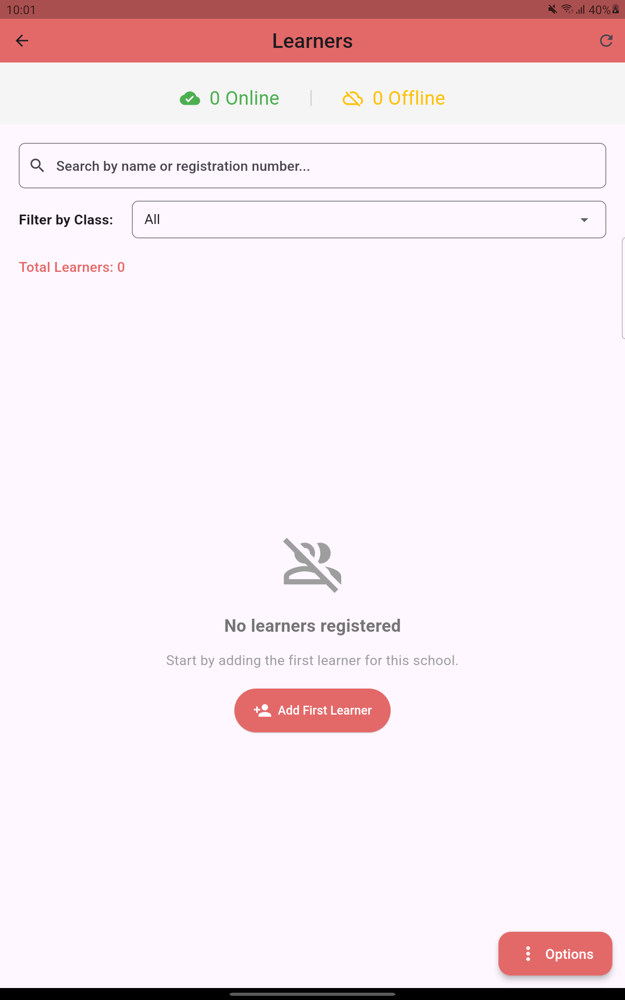 10:01
40%
Learners
0 Online
0 Offline
Search by name or registration number...
Filter by Class:
All
Total Learners: 0
No learners registered
Start by adding the first learner for this school.
Add First Learner
Options